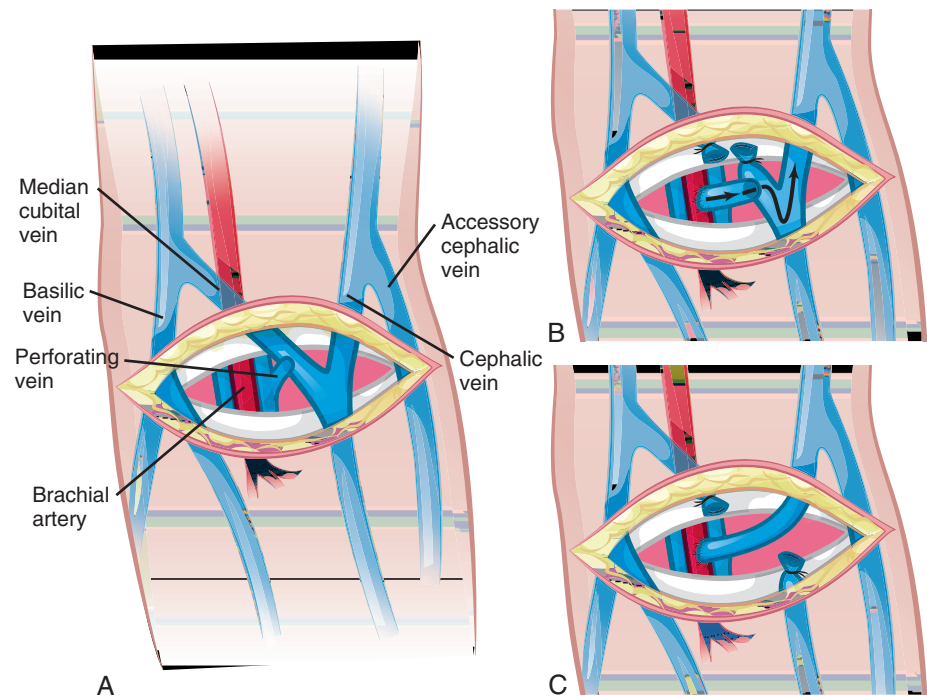 Median
cubital
vein
Basilic
vein
Perforating
vein
Brachial
artery
Accessory
cephalic
vein
Cephalic
vein
A
B
C